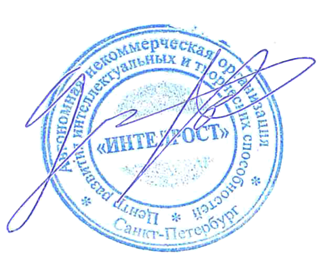 Автономная некоммерческая организация
Центр развития интеллектуальных и творческих способностей
«ИНТЕЛРОСТ»
* Санкт-Петербург *